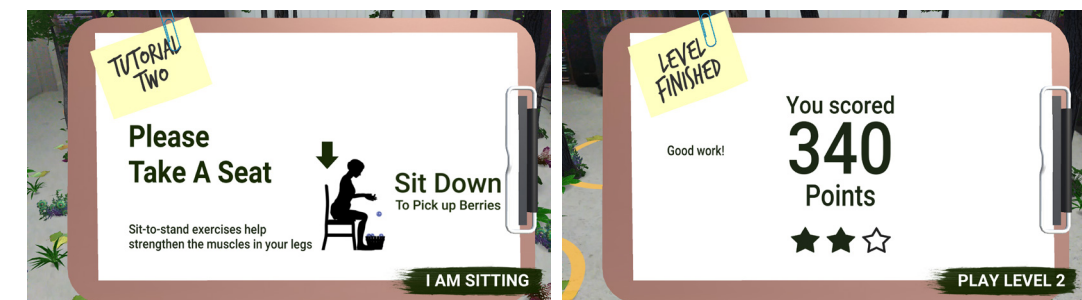 TUTORIAL
TWO
Please
Take A Seat
Sit Down
To Pick up Berries
Sit-to-stand exercises help
strengthen the muscles in your legs
I AM SITTING
LEVEL
FINISHED
You scored
340
Points
Good work!
PLAY LEVEL 2